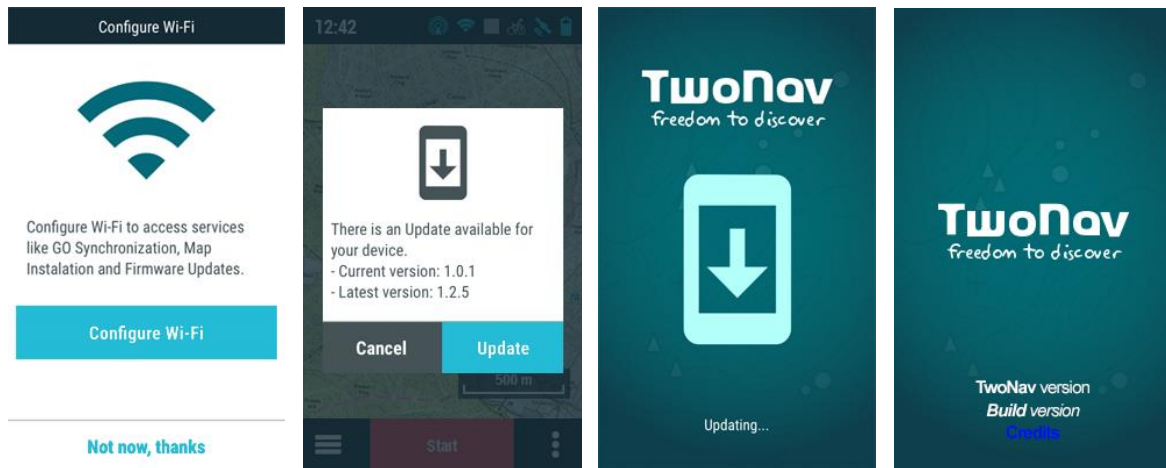 Configure Wi-Fi
Configure Wi-Fi to access services
like GO Synchronization, Map
Instalation and Firmware Updates.
Configure Wi-Fi
Not now, thanks
12:42
There is an Update available for
your device.
- Current version: 1.0.1
- Latest version: 1.2.5
Cancel
Update
500 m
Start
TwoNav
freedom to discover
Updating...
TwoNav
freedom to discover
TwoNav version
Build version
Credits